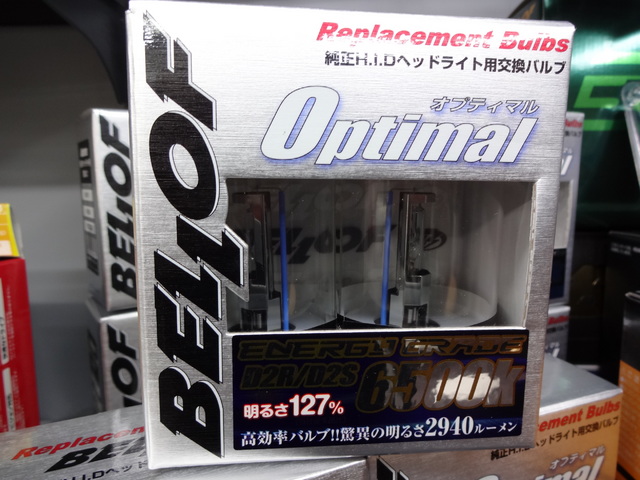 Replacement Bulbs
純正H.I.Dヘッドライト用交換バルブ
オプティマル
Optimal
BELLOF
ENERGY GRADE
D2R/D2S 6500k
明るさ127%
高効率バルブ!!驚異の明るさ2940ルーメン
BELLOF
BELLOF
Replacement Bulbs
BELLOF
Replacement Bulbs
純正H.I.Dヘッドライト用交換バルブ
オプティマル